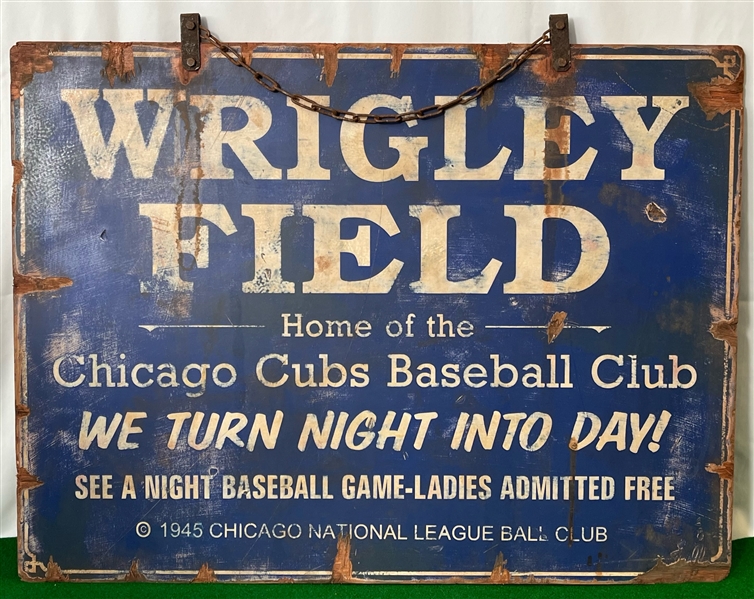 WRIGLEY
FIELD
Home of the
Chicago Cubs Baseball Club
WE TURN NIGHT INTO DAY!
SEE A NIGHT BASEBALL GAME-LADIES ADMITTED FREE
© 1945 CHICAGO NATIONAL LEAGUE BALL CLUB